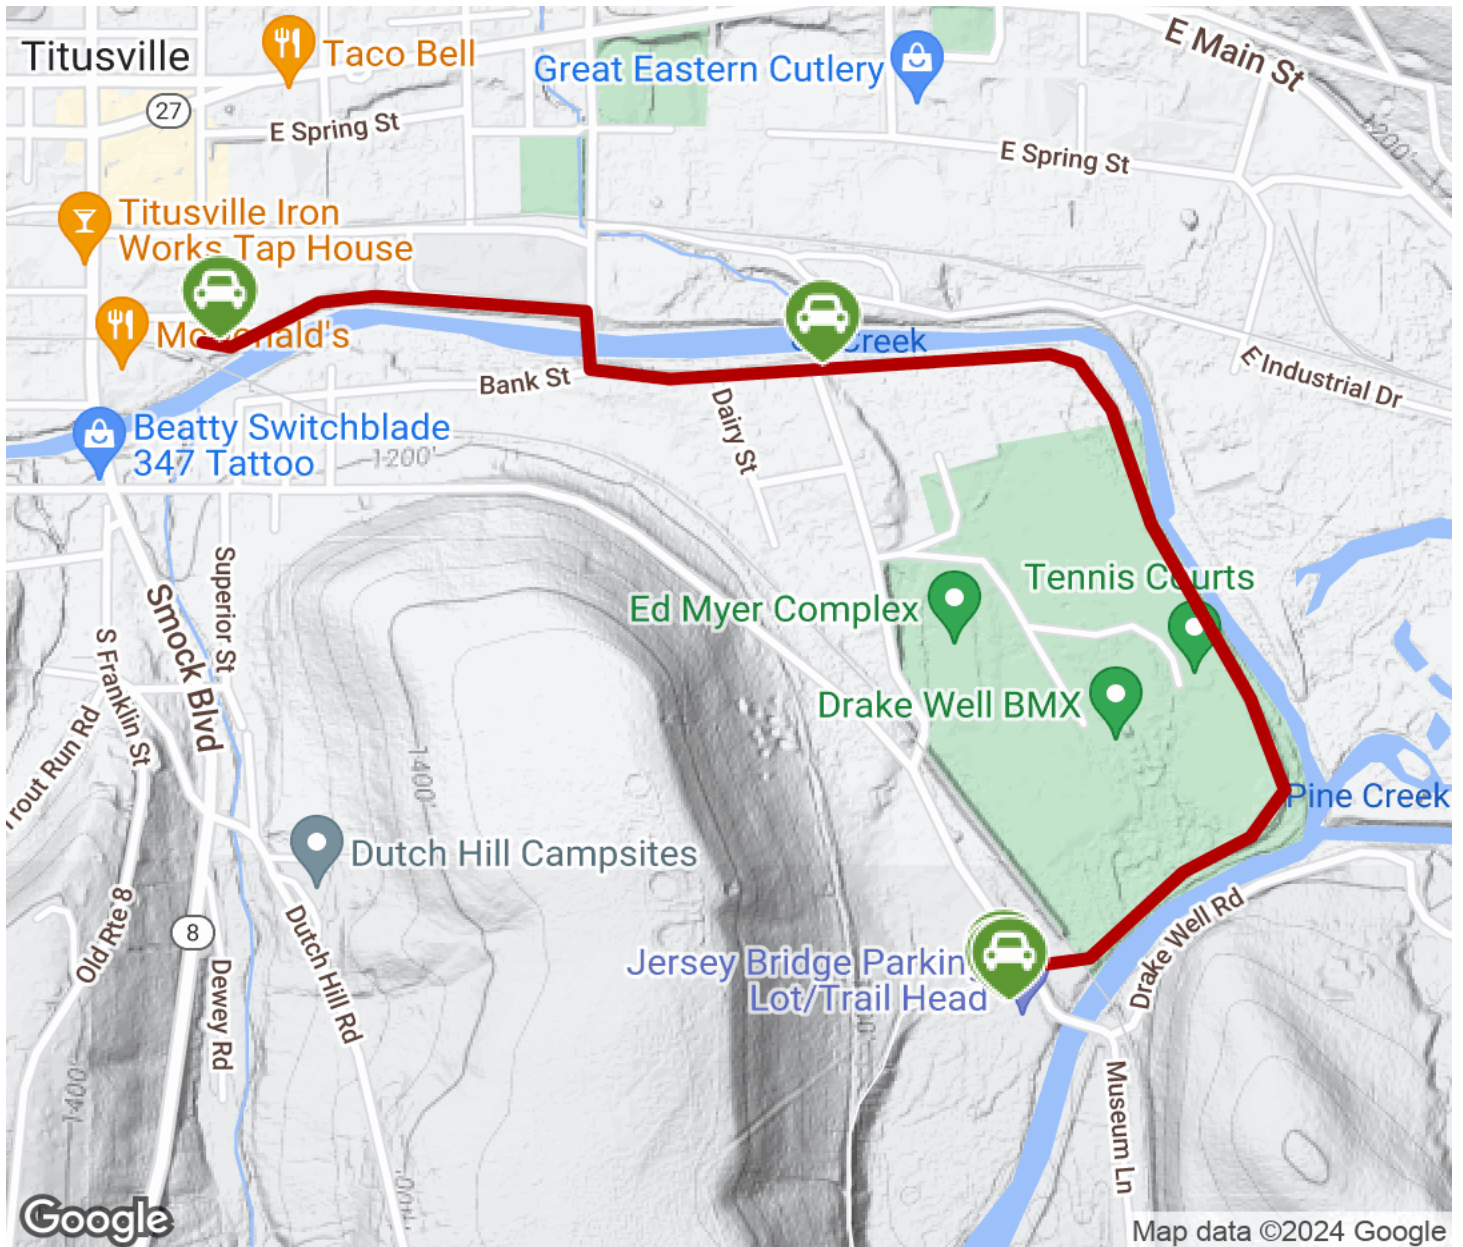 Titusville
Taco Bell
Great Eastern Cutlery
E Main St
27
E Spring St
E Spring St
1200'
Titusville Iron
Works Tap House
McDonald's
Creek
E Industrial Dr
Bank St
Dairy St
Beatty Switchblade
347 Tattoo
1200'
Superior St
Smock Blvd
S Franklin St
Trout Run Rd
Tennis Courts
Ed Myer Complex
Drake Well BMX
1400'
Pine Creek
Dutch Hill Campsites
Old Rte 8
8
Dewey Rd
Dutch Hill Rd
Jersey Bridge Parking
Lot/Trail Head
Drake Well Rd
Museum Ln
1400'
Google
Map data ©2024 Google